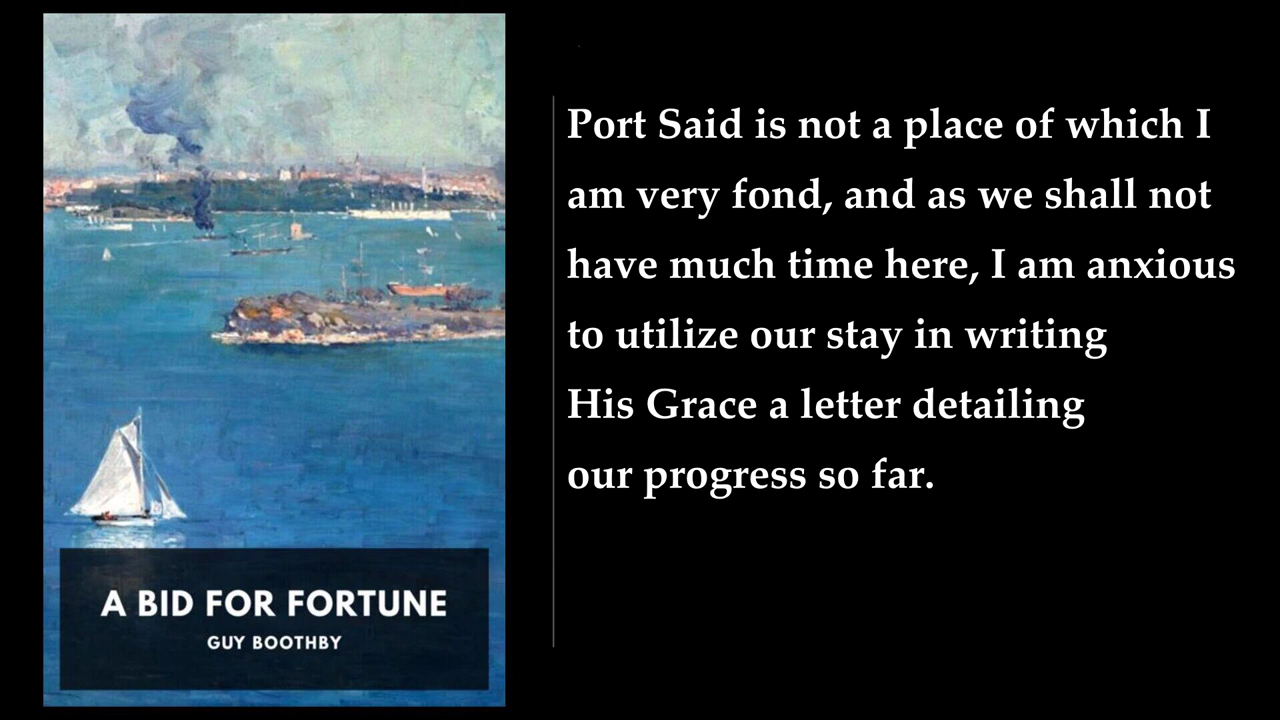 Port Said is not a place of which I
am very fond, and as we shall not
have much time here, I am anxious
to utilize our stay in writing
His Grace a letter detailing
our progress so far.
A BID FOR FORTUNE
GUY BOOTHBY